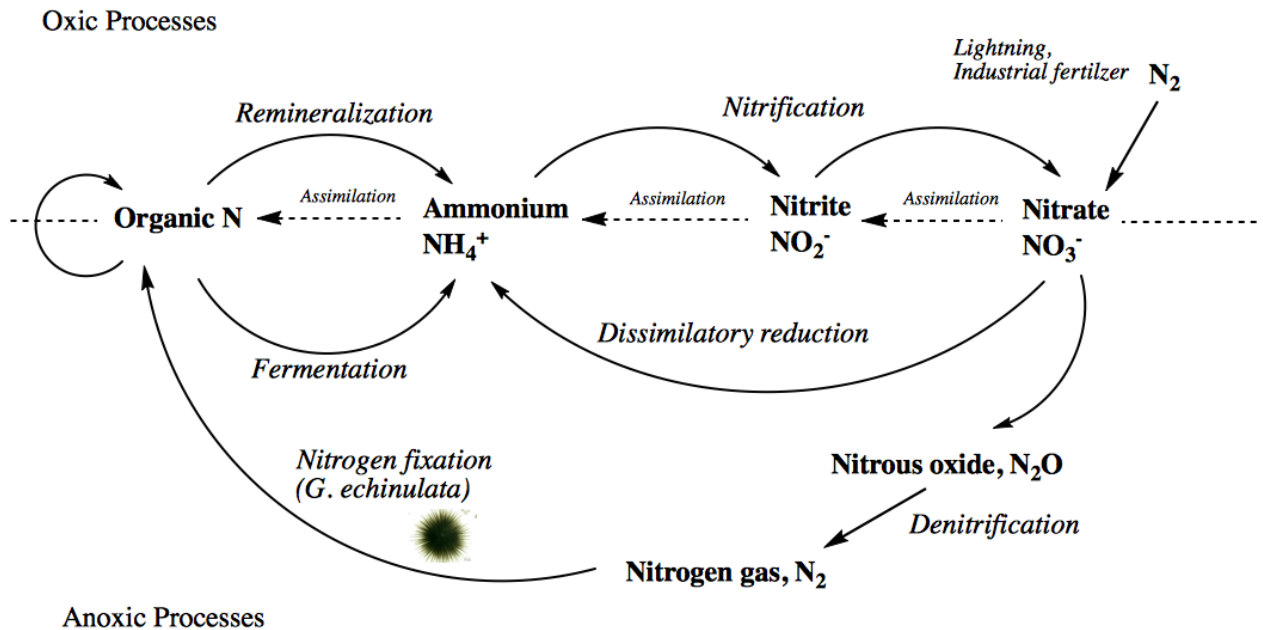 Oxic Processes
Lightning,
Industrial fertilzer N₂
Remineralization
Nitrification
Assimilation
Assimilation
Assimilation
Organic N
Ammonium
NH₄⁺
Nitrite
NO₂⁻
Nitrate
NO₃⁻
Dissimilatory reduction
Fermentation
Nitrogen fixation
(G. echinulata)
Nitrous oxide, N₂O
Denitrification
Nitrogen gas, N₂
Anoxic Processes